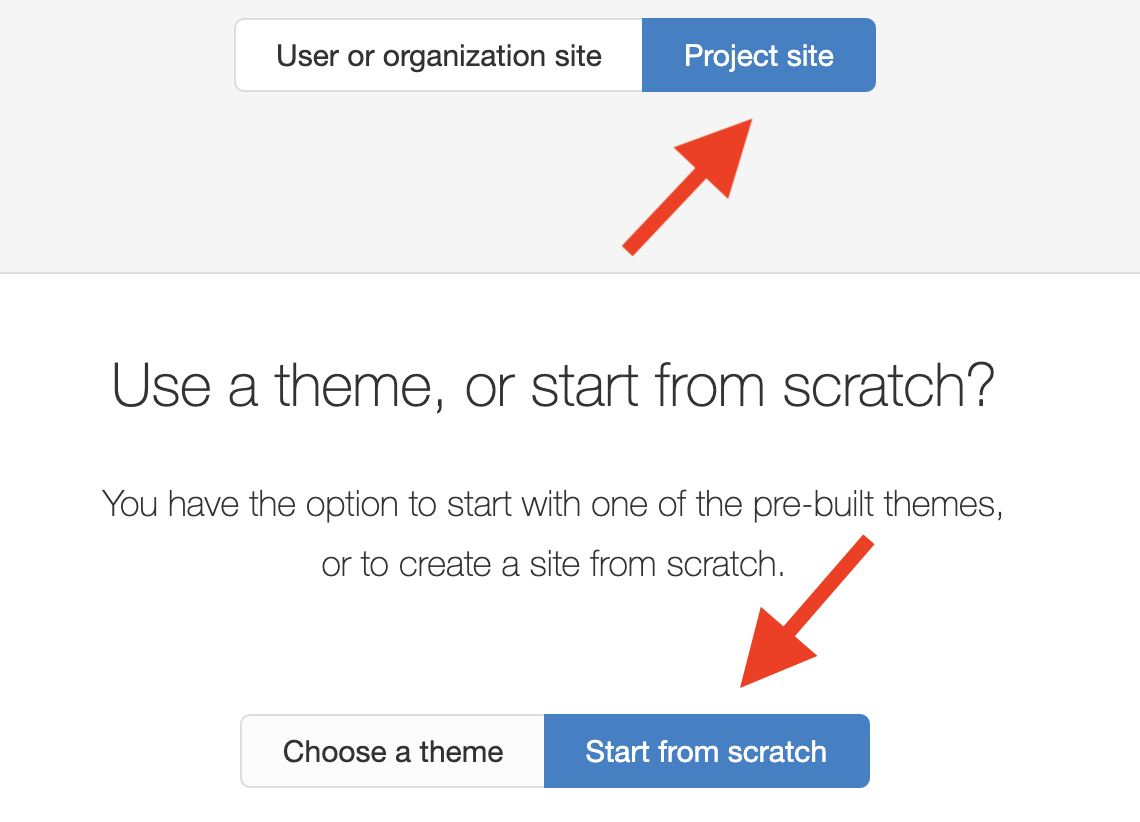 User or organization site
Project site
Use a theme, or start from scratch?
You have the option to start with one of the pre-built themes,
or to create a site from scratch.
Choose a theme
Start from scratch